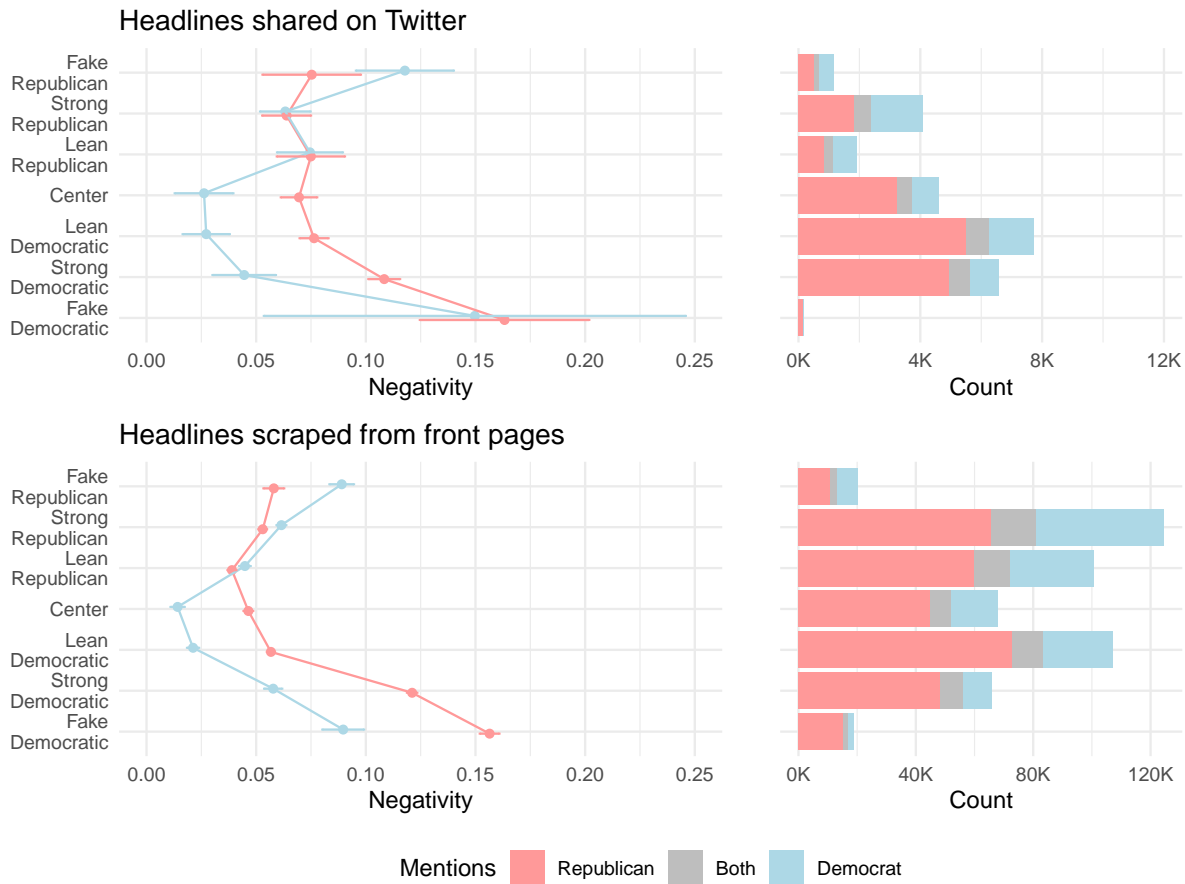 Headlines shared on Twitter
Fake
Republican
Strong
Republican
Lean
Republican
Center
Lean
Democratic
Strong
Democratic
Fake
Democratic
0.00 0.05 0.10 0.15 0.20 0.25
Negativity
0K 4K 8K 12K
Count
Headlines scraped from front pages
Fake
Republican
Strong
Republican
Lean
Republican
Center
Lean
Democratic
Strong
Democratic
Fake
Democratic
0.00 0.05 0.10 0.15 0.20 0.25
Negativity
0K 40K 80K 120K
Count
Mentions Republican Both Democrat